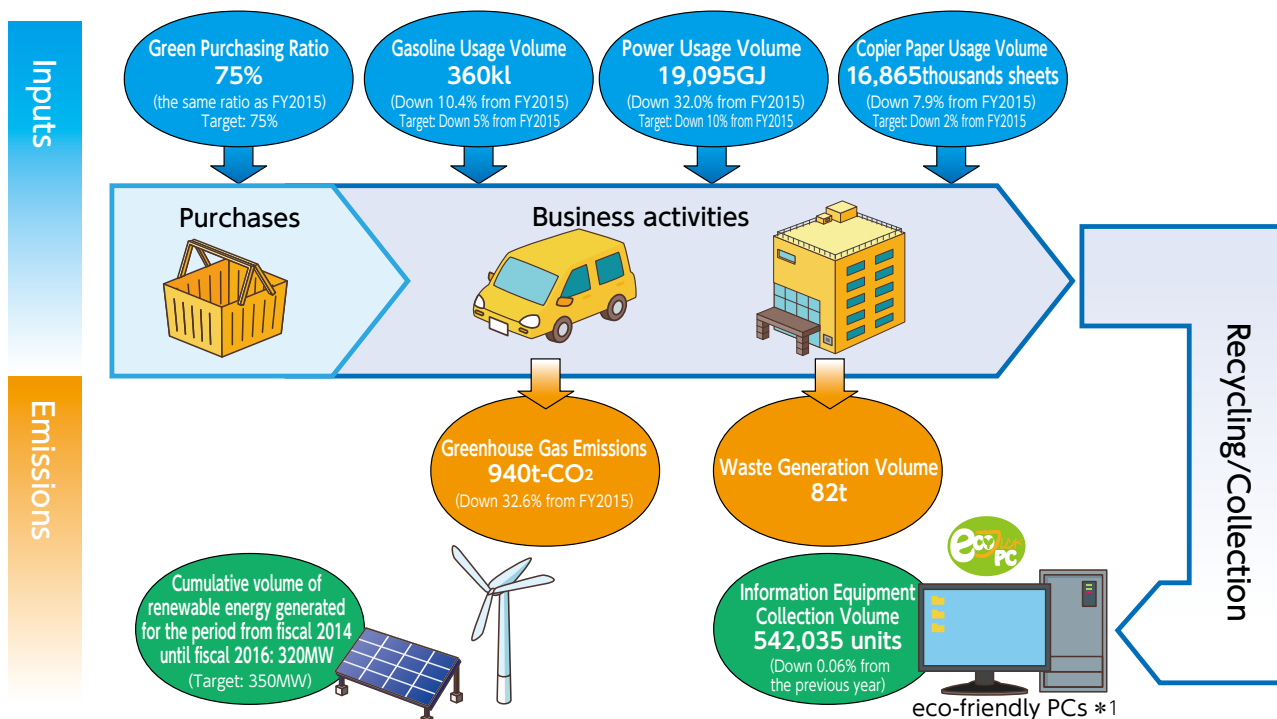 Inputs
Green Purchasing Ratio
75%
(the same ratio as FY2015)
Target: 75%
Gasoline Usage Volume
360kl
(Down 10.4% from FY2015)
Target: Down 5% from FY2015
Power Usage Volume
19,095GJ
(Down 32.0% from FY2015)
Target: Down 10% from FY2015
Copier Paper Usage Volume
16,865thousands sheets
(Down 7.9% from FY2015)
Target: Down 2% from FY2015
Purchases
Business activities
Recycling/Collection
Emissions
Greenhouse Gas Emissions
940t-CO2
(Down 32.6% from FY2015)
Waste Generation Volume
82t
Cumulative volume of
renewable energy generated
for the period from fiscal 2014
until fiscal 2016: 320MW
(Target: 350MW)
Information Equipment
Collection Volume
542,035 units
(Down 0.06% from
the previous year)
eco
PC
eco-friendly PCs *1